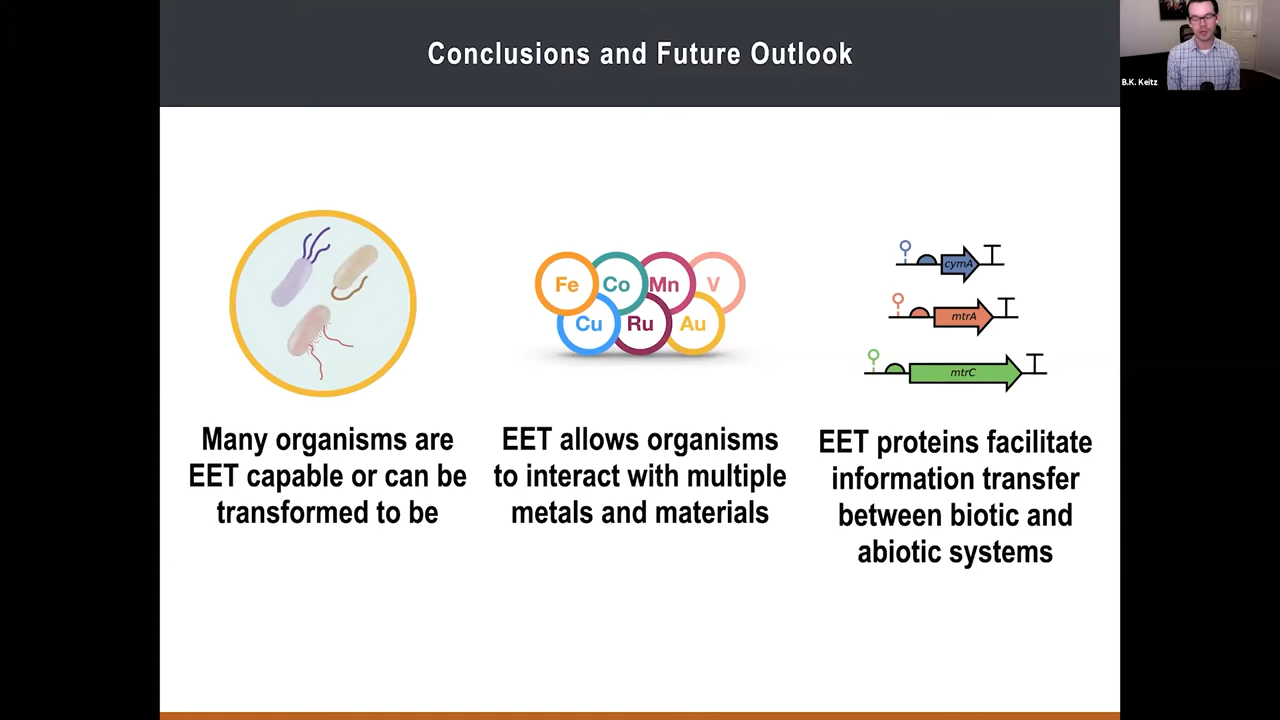 Conclusions and Future Outlook
B.K. Keitz
Fe Co Mn V
Cu Ru Au
cymA
mtrA
mtrC
Many organisms are
EET capable or can be
transformed to be
EET allows organisms
to interact with multiple
metals and materials
EET proteins facilitate
information transfer
between biotic and
abiotic systems